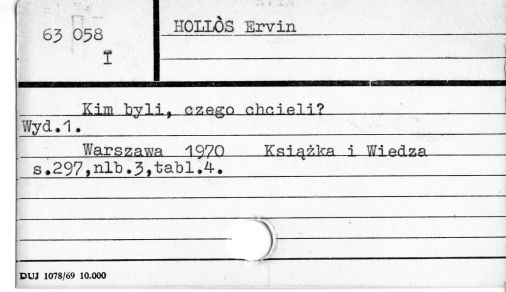 63 058
I
HOLLÒS Ervin
Kim byli, czego chcieli?
Wyd.1.
Warszawa 1970 Książka i Wiedza
s.297,nlb.3,tabl.4.
DUJ 1078/69 10.000